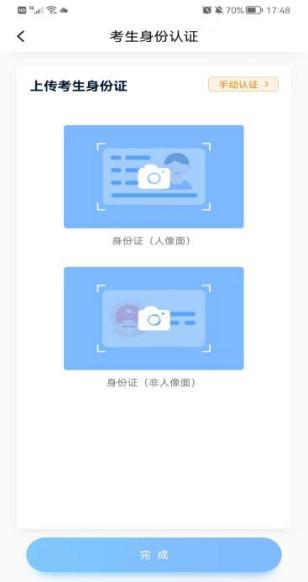 70% 17:48
考生身份认证
上传考生身份证
手动认证 >
身份证（人像面）
身份证（非人像面）
完成